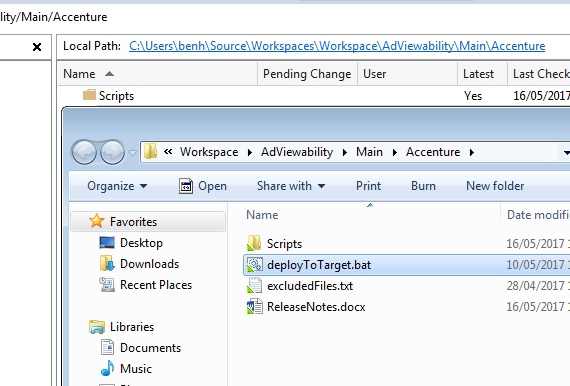 lity/Main/Accenture
Local Path: C:\Users\benh\Source\Workspaces\Workspace\AdViewability\Main\Accenture
Name Pending Change User Latest Last Check
Scripts Yes 16/05/2017
« Workspace AdViewability Main Accenture
Organize Open Share with Print Burn New folder
Favorites
Desktop
Downloads
Recent Places
Libraries
Documents
Music
Name Date modifi
Scripts 16/05/2017 1
deployToTarget.bat 10/05/2017 1
excludedFiles.txt 28/04/2017 1
ReleaseNotes.docx 16/05/2017 1